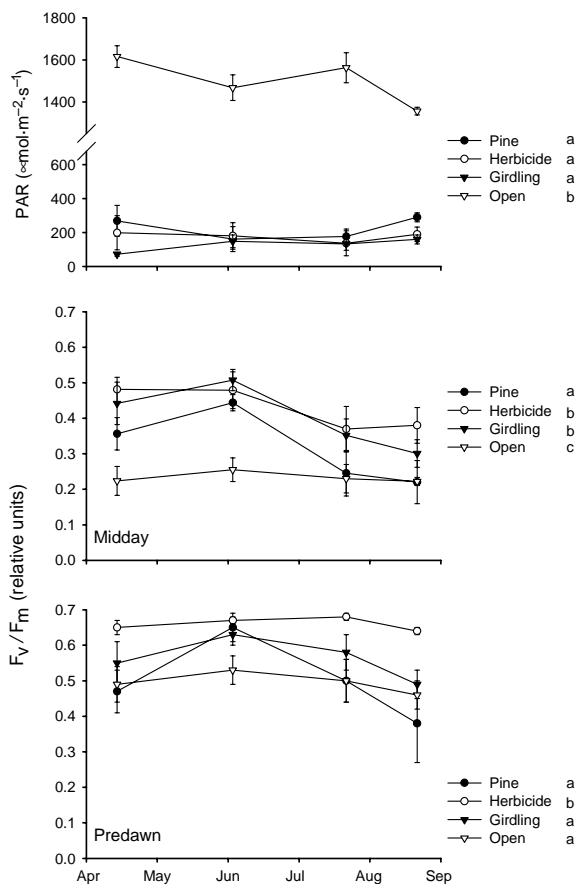 1600
1400
600
400
200
0
PAR (∝mol·m−2·s−1)
Pine a
Herbicide a
Girdling a
Open b
0.7
0.6
0.5
0.4
0.3
0.2
0.1
0.0
Midday
Pine a
Herbicide b
Girdling b
Open c
Fv/Fm (relative units)
0.7
0.6
0.5
0.4
0.3
0.2
0.1
0.0
Predawn
Pine a
Herbicide b
Girdling a
Open a
Apr May Jun Jul Aug Sep